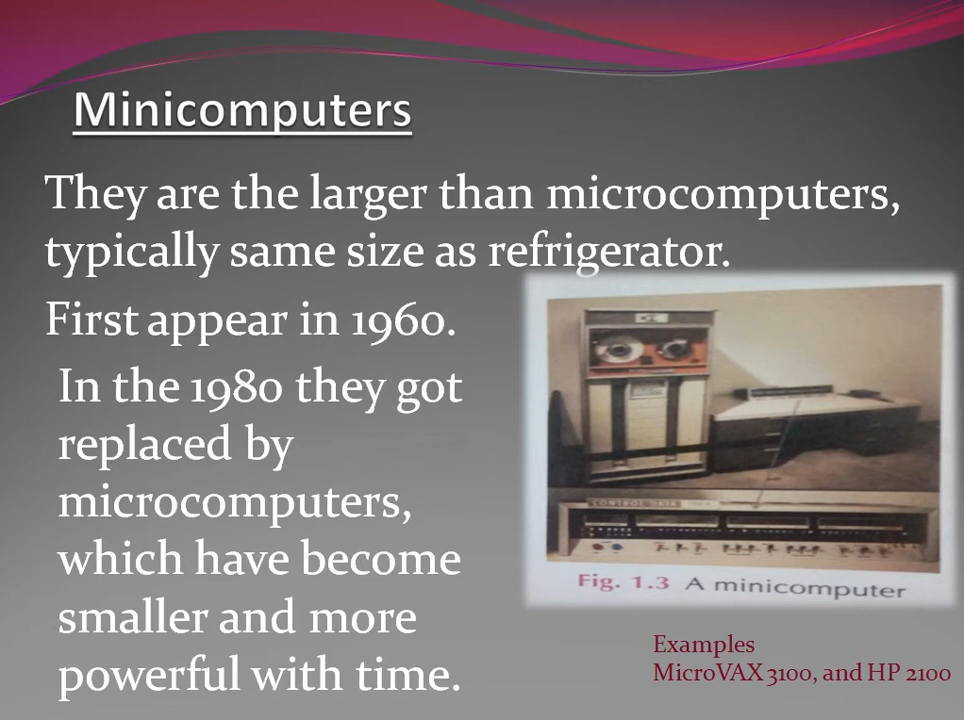 Minicomputers
They are the larger than microcomputers,
typically same size as refrigerator.
First appear in 1960.
In the 1980 they got
replaced by
microcomputers,
which have become
smaller and more
powerful with time.
CONTROL DATA
Fig. 1.3 A minicomputer
Examples
MicroVAX 3100, and HP 2100